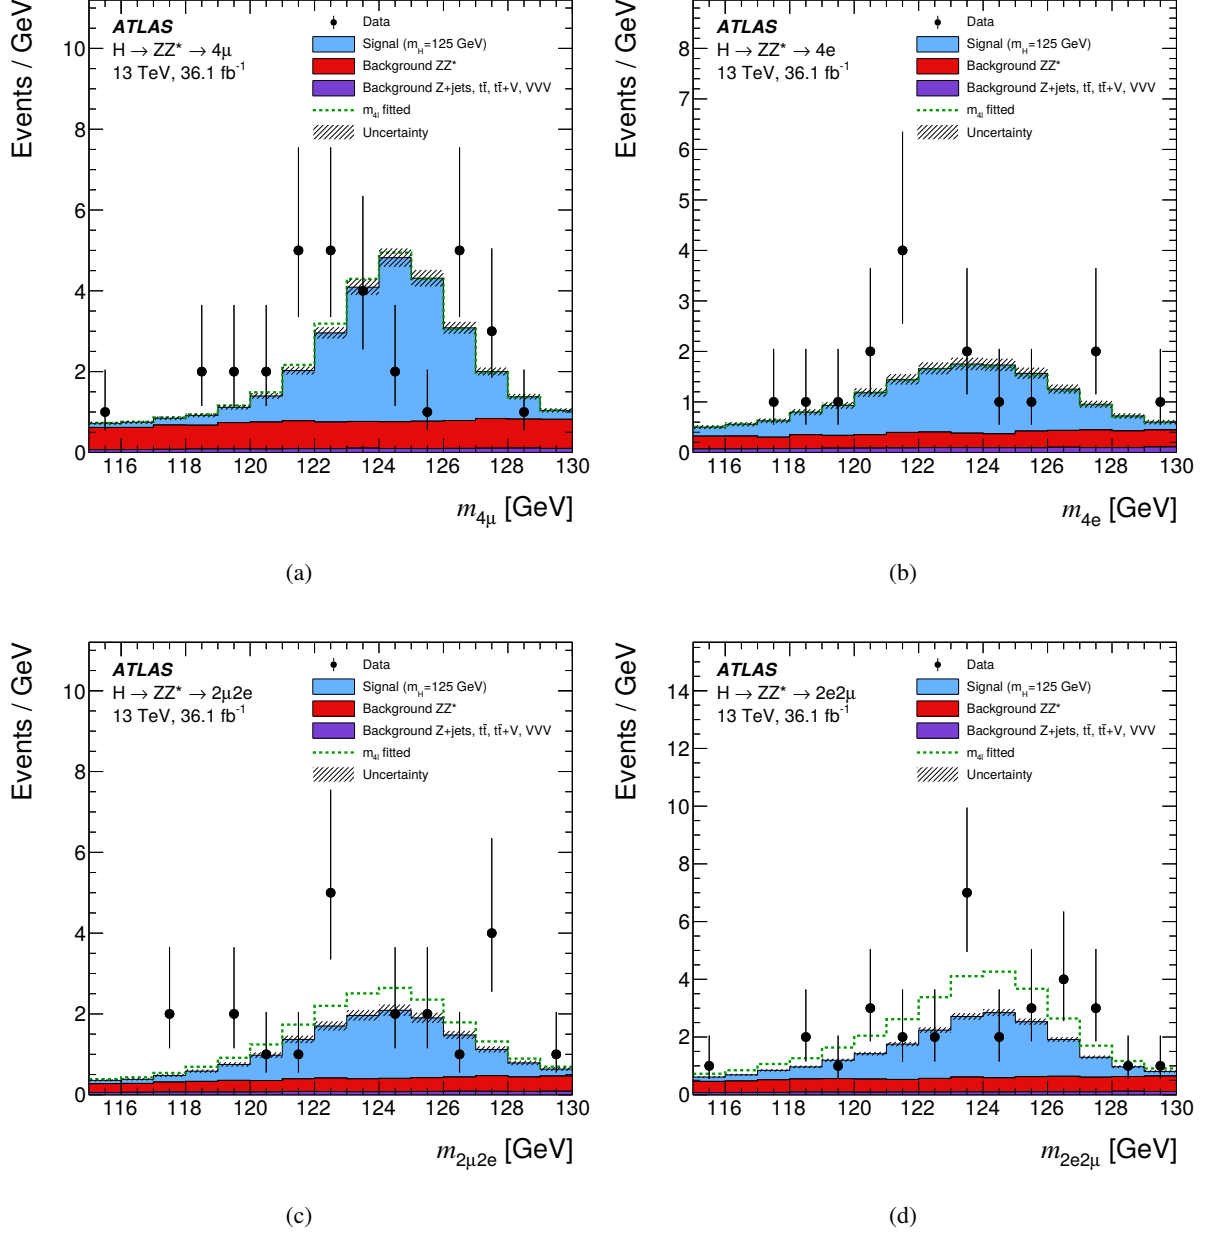 Events / GeV
10
8
6
4
2
0
116 118 120 122 124 126 128 130
m4μ [GeV]
ATLAS
H → ZZ* → 4μ
13 TeV, 36.1 fb-1
Data
Signal (mH=125 GeV)
Background ZZ*
Background Z+jets, tt̄, tt̄+V, VVV
m4l fitted
Uncertainty
(a)
Events / GeV
8
7
6
5
4
3
2
1
0
116 118 120 122 124 126 128 130
m4e [GeV]
ATLAS
H → ZZ* → 4e
13 TeV, 36.1 fb-1
Data
Signal (mH=125 GeV)
Background ZZ*
Background Z+jets, tt̄, tt̄+V, VVV
m4l fitted
Uncertainty
(b)
Events / GeV
10
8
6
4
2
0
116 118 120 122 124 126 128 130
m2μ2e [GeV]
ATLAS
H → ZZ* → 2μ2e
13 TeV, 36.1 fb-1
Data
Signal (mH=125 GeV)
Background ZZ*
Background Z+jets, tt̄, tt̄+V, VVV
m4l fitted
Uncertainty
(c)
Events / GeV
14
12
10
8
6
4
2
0
116 118 120 122 124 126 128 130
m2e2μ [GeV]
ATLAS
H → ZZ* → 2e2μ
13 TeV, 36.1 fb-1
Data
Signal (mH=125 GeV)
Background ZZ*
Background Z+jets, tt̄, tt̄+V, VVV
m4l fitted
Uncertainty
(d)